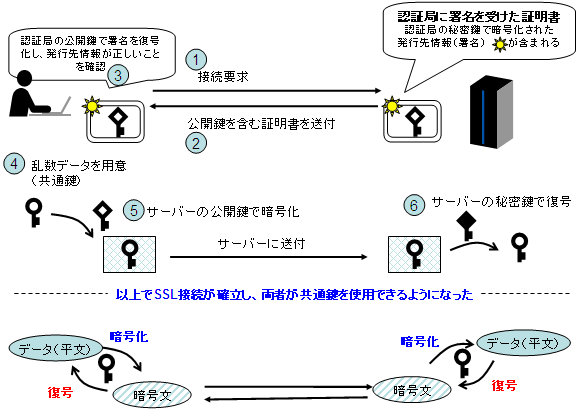 認証局の公開鍵で署名を復号
化し、発行先情報が正しいこと
を確認
③
①
接続要求
認証局に署名を受けた証明書
認証局の秘密鍵で暗号化された
発行先情報(署名) が含まれる
公開鍵を含む証明書を送付
②
④ 乱数データを用意
(共通鍵)
⑤ サーバーの公開鍵で暗号化
サーバーに送付
⑥ サーバーの秘密鍵で復号
以上でSSL接続が確立し、両者が共通鍵を使用できるようになった
データ(平文)
暗号化
復号
暗号文
暗号化
データ(平文)
復号
暗号文